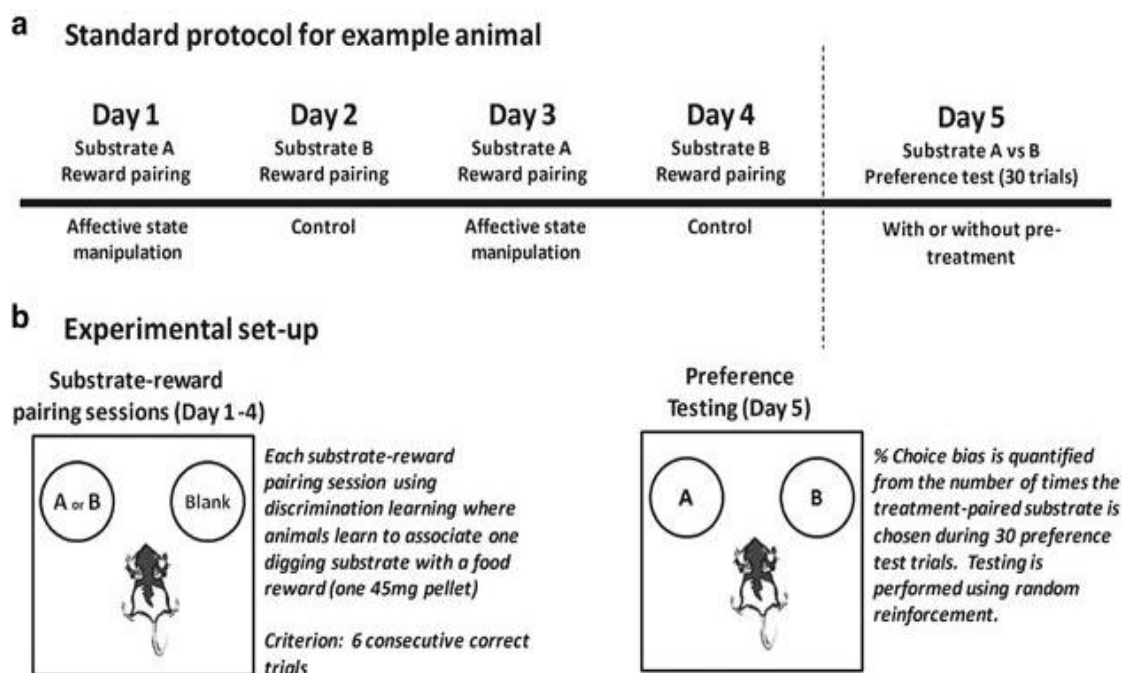 a Standard protocol for example animal
Day 1 Day 2 Day 3 Day 4 Day 5
Substrate A Substrate B Substrate A Substrate B Substrate A vs B
Reward pairing Reward pairing Reward pairing Reward pairing Preference test (30 trials)
Affective state Control Affective state Control With or without pre-
manipulation manipulation treatment
b Experimental set-up
Substrate-reward
pairing sessions (Day 1-4)
A or B
Blank
Each substrate-reward
pairing session using
discrimination learning where
animals learn to associate one
digging substrate with a food
reward (one 45mg pellet)
Criterion: 6 consecutive correct
trials
Preference
Testing (Day 5)
A
B
% Choice bias is quantified
from the number of times the
treatment-paired substrate is
chosen during 30 preference
test trials. Testing is
performed using random
reinforcement.